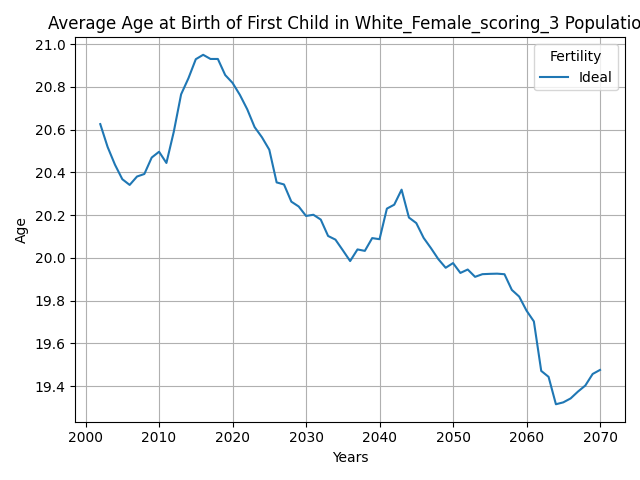 Average Age at Birth of First Child in White_Female_scoring_3 Populatio
Fertility
Ideal
21.0
20.8
20.6
20.4
20.2
20.0
19.8
19.6
19.4
Age
2000 2010 2020 2030 2040 2050 2060 2070
Years